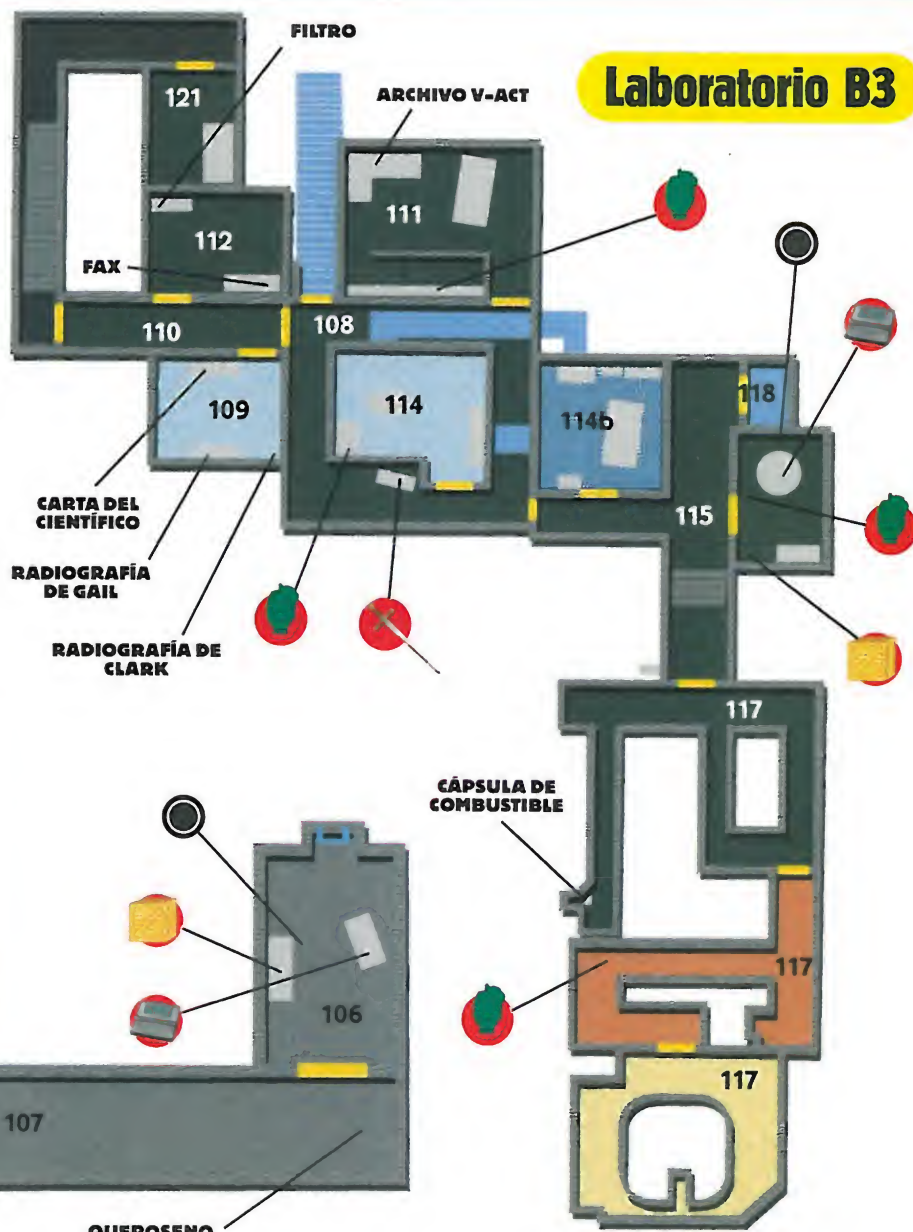 Laboratorio B3
FILTRO
ARCHIVO V-ACT
121
111
112
FAX
110
108
109
114
114b
118
115
CARTA DEL
CIENTÍFICO
RADIOGRAFÍA
DE GAIL
RADIOGRAFÍA DE
CLARK
117
CÁPSULA DE
COMBUSTIBLE
117
106
117
107
QUEROSENO